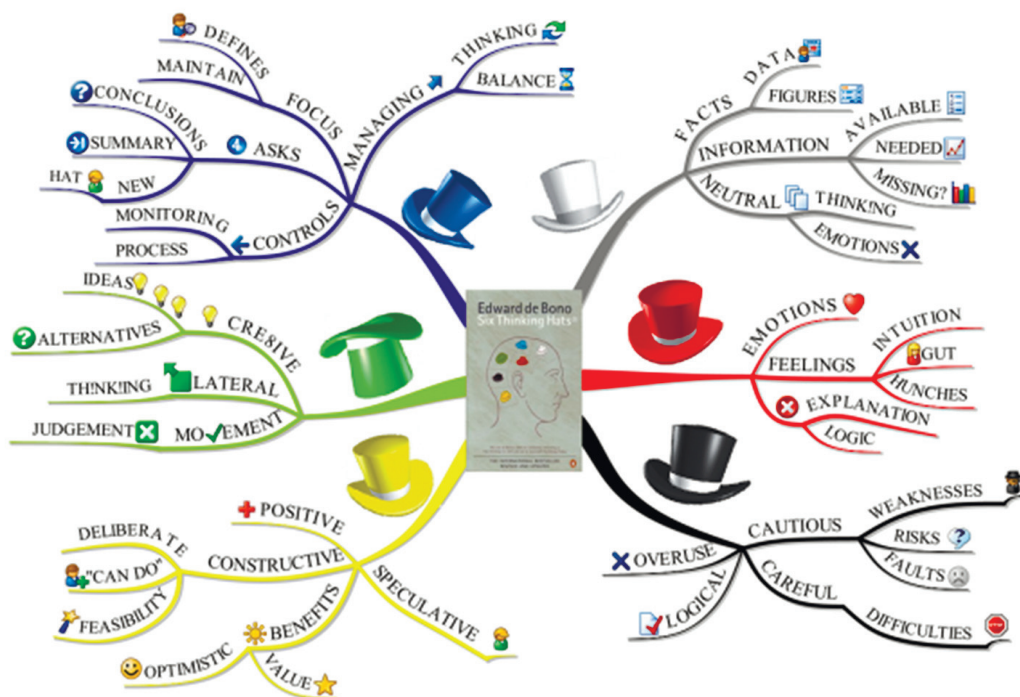 DEFINES
MAINTAIN
FOCUS
CONCLUSIONS
SUMMARY
HAT
NEW
ASKS
MONITORING
PROCESS
CONTROLS
MANAGING
THINKING
BALANCE
FACTS
DATA
FIGURES
INFORMATION
AVAILABLE
NEEDED
MISSING?
NEUTRAL
THINK!NG
EMOTIONS
IDEAS
ALTERNATIVES
CRE8IVE
TH!NK!ING
LATERAL
JUDGEMENT
MO✓EMENT
Edward de Bono
Six Thinking Hats®
EMOTIONS
FEELINGS
INTUITION
GUT
HUNCHES
EXPLANATION
LOGIC
POSITIVE
CONSTRUCTIVE
DELIBERATE
"CAN DO"
FEASIBILITY
BENEFITS
OPTIMISTIC
VALUE
SPECULATIVE
CAUTIOUS
WEAKNESSES
RISKS
FAULTS
OVERUSE
LOGICAL
CAREFUL
DIFFICULTIES